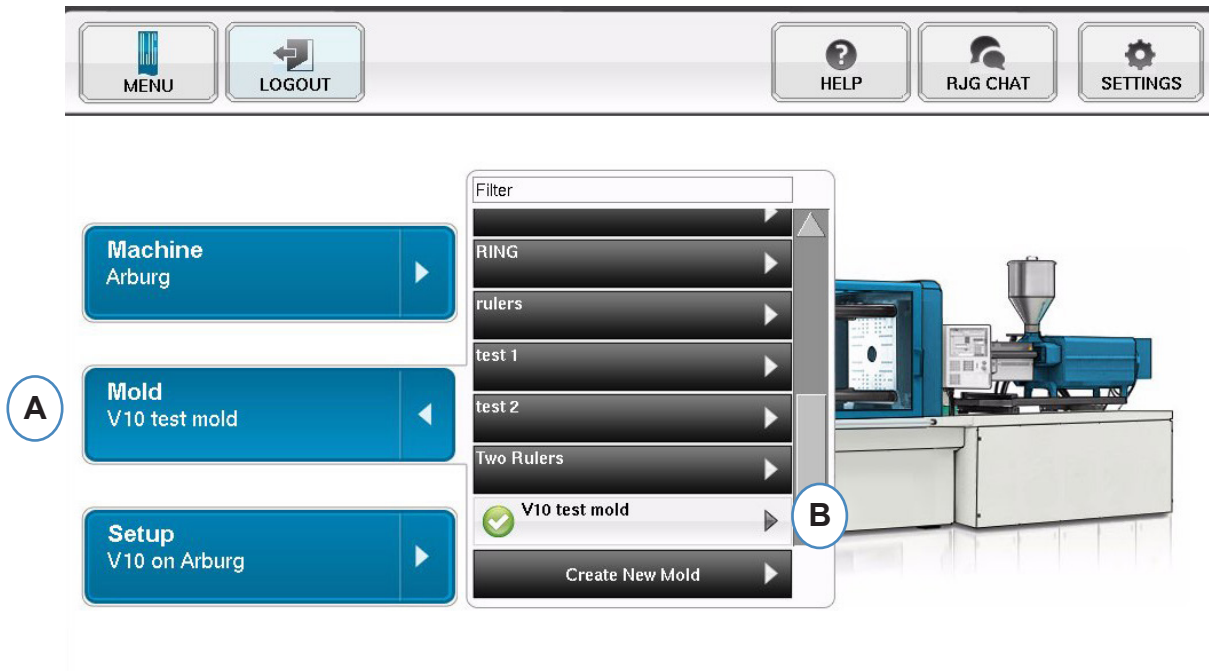 MENU
LOGOUT
HELP
RJG CHAT
SETTINGS
Filter
Machine
Arburg
RING
rulers
test 1
A
Mold
V10 test mold
test 2
Two Rulers
V10 test mold
B
Setup
V10 on Arburg
Create New Mold